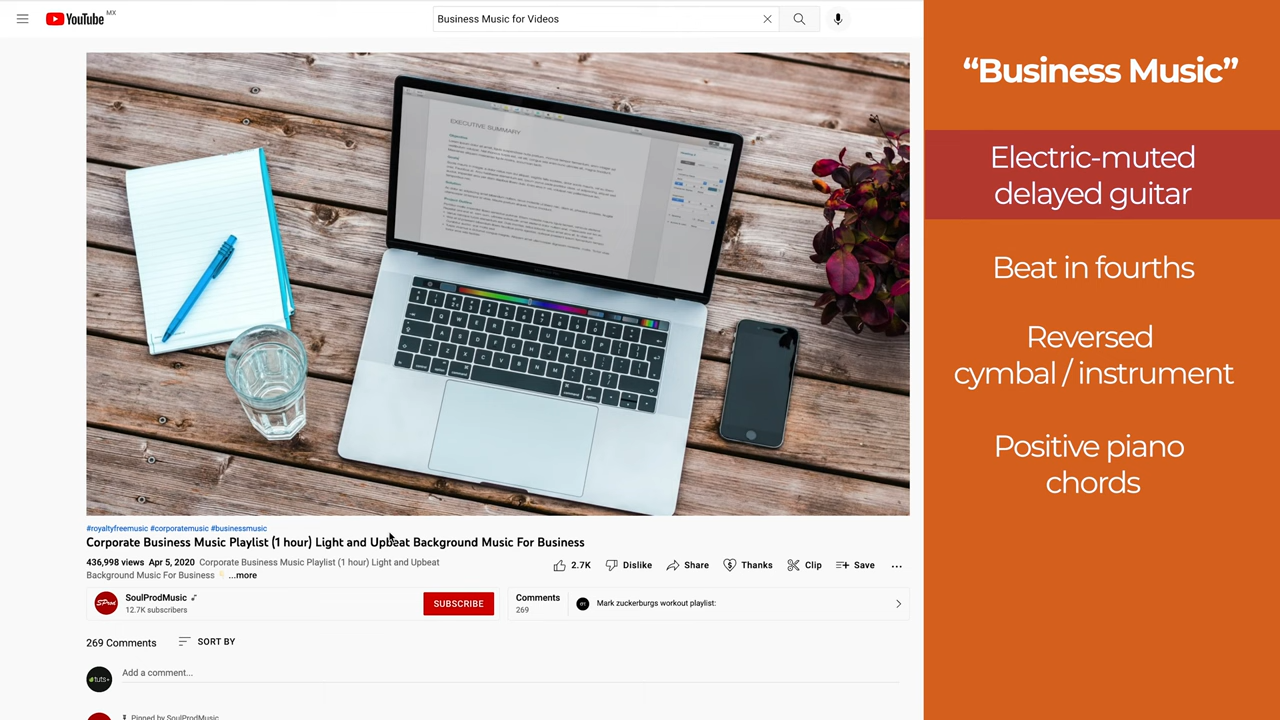 YouTube MX
Business Music for Videos
EXECUTIVE SUMMARY
#royaltyfreemusic #corporatemusic #businessmusic
Corporate Business Music Playlist (1 hour) Light and Upbeat Background Music For Business
436,998 views Apr 5, 2020 Corporate Business Music Playlist (1 hour) Light and Upbeat
Background Music For Business ...more
2.7K Dislike Share Thanks Clip Save
SProd
SoulProdMusic
12.7K subscribers
SUBSCRIBE
Comments
269
Mark zuckerburgs workout playlist:
269 Comments
SORT BY
tuts+
Add a comment...
Pinned by SoulProdMusic
“Business Music”
Electric-muted
delayed guitar
Beat in fourths
Reversed
cymbal / instrument
Positive piano
chords